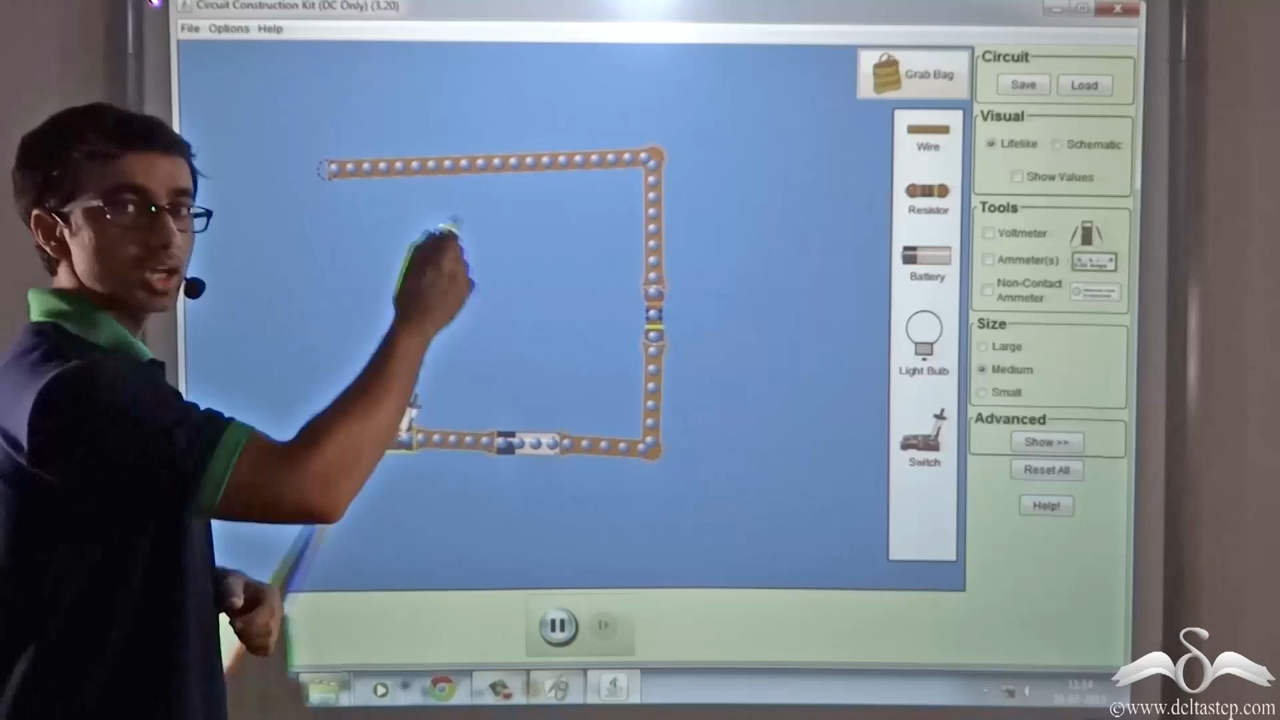 Circuit Construction Kit (DC Only) (3.20)
File Options Help
Grab Bag
Wire
Resistor
Battery
Light Bulb
Switch
Circuit
Save Load
Visual
Lifelike Schematic
Show Values
Tools
Voltmeter
Ammeter(s)
Non-Contact
Ammeter
Size
Large
Medium
Small
Advanced
Show >>
Reset All
Help!
©www.deltastep.com